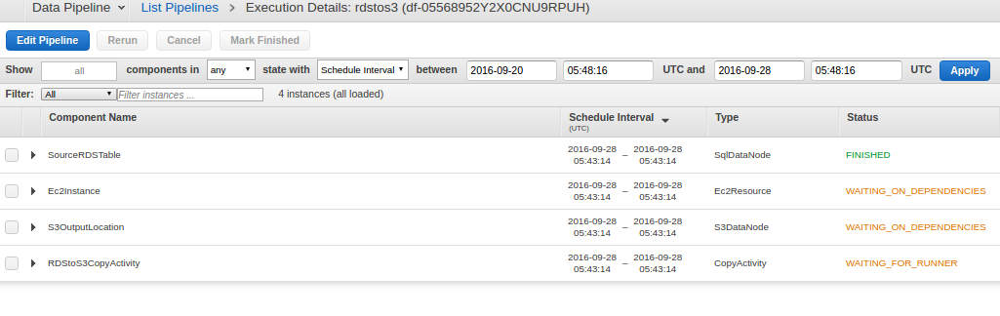 Data Pipeline List Pipelines > Execution Details: rdstos3 (df-05568952Y2X0CNU9RPUH)
Edit Pipeline Rerun Cancel Mark Finished
Show all components in any state with Schedule Interval between 2016-09-20 05:48:16 UTC and 2016-09-28 05:48:16 UTC Apply
Filter: All Filter instances ... 4 instances (all loaded)
Component Name Schedule Interval Type Status
(UTC)
SourceRDSTable 2016-09-28 05:43:14 – 2016-09-28 05:43:14 SqlDataNode FINISHED
Ec2Instance 2016-09-28 05:43:14 – 2016-09-28 05:43:14 Ec2Resource WAITING_ON_DEPENDENCIES
S3OutputLocation 2016-09-28 05:43:14 – 2016-09-28 05:43:14 S3DataNode WAITING_ON_DEPENDENCIES
RDStoS3CopyActivity 2016-09-28 05:43:14 – 2016-09-28 05:43:14 CopyActivity WAITING_FOR_RUNNER